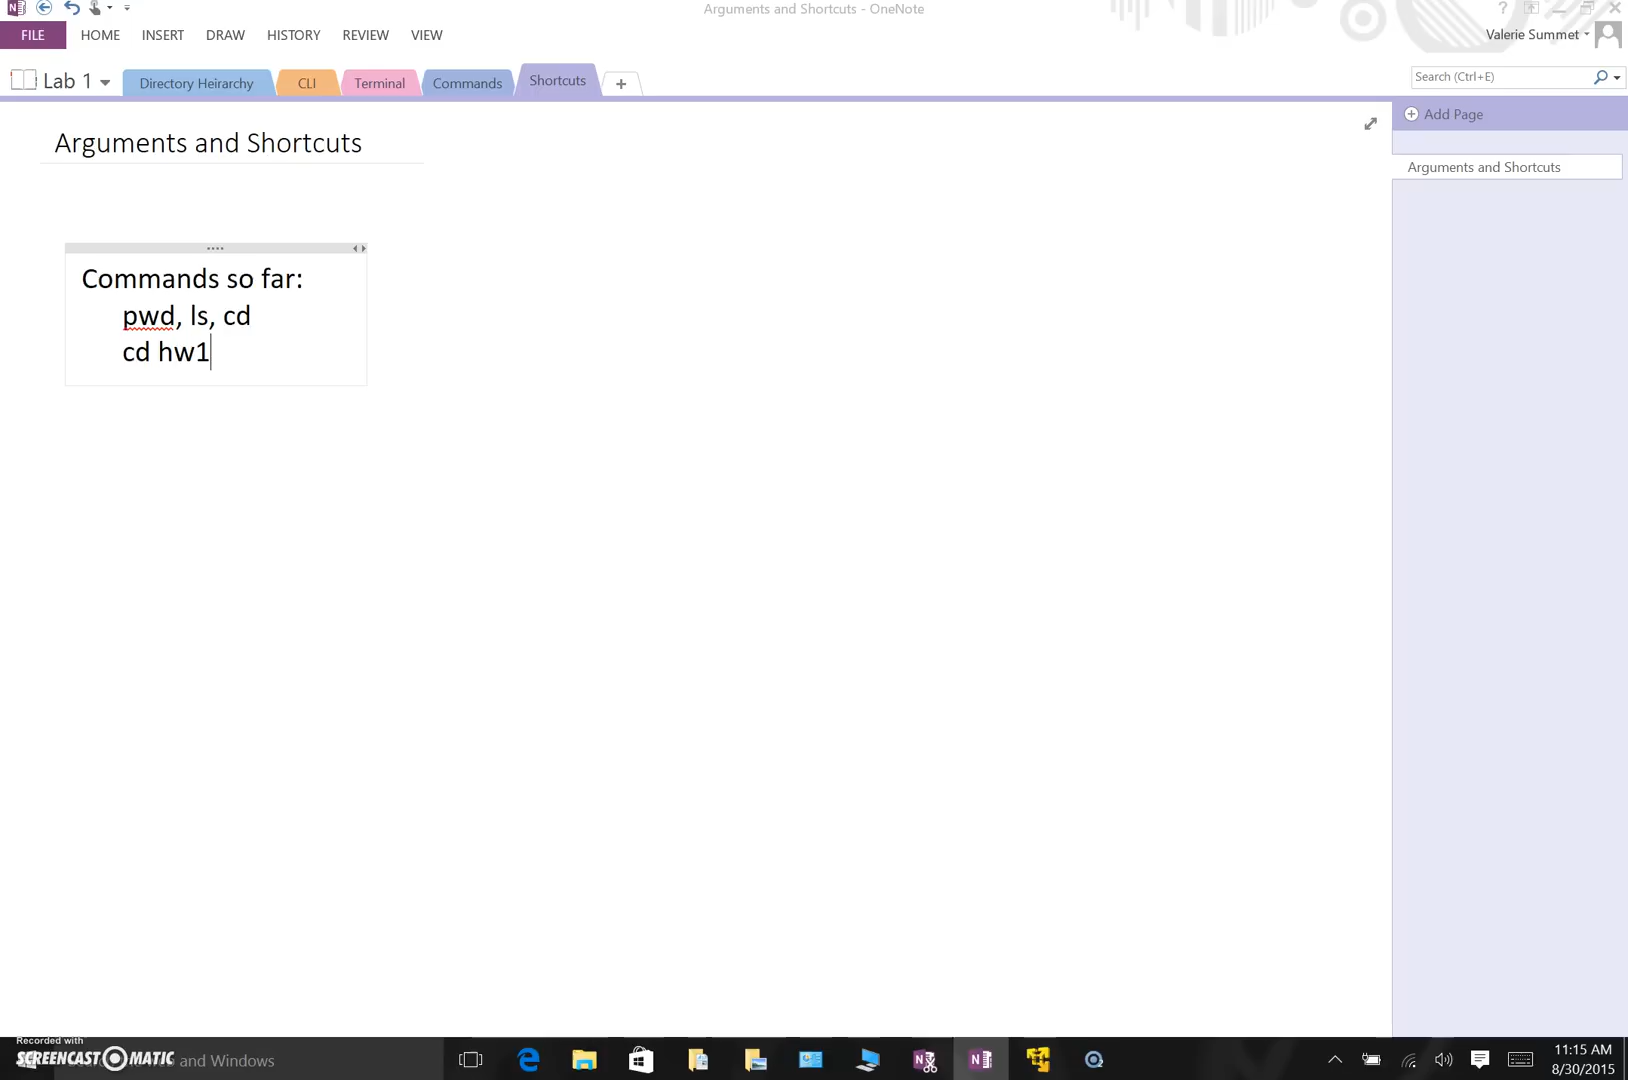 Arguments and Shortcuts - OneNote
?
FILE HOME INSERT DRAW HISTORY REVIEW VIEW
Valerie Summet
Lab 1 Directory Heirarchy CLI Terminal Commands Shortcuts +
Search (Ctrl+E)
Add Page
Arguments and Shortcuts
Arguments and Shortcuts
Commands so far:
pwd, ls, cd
cd hw1
Recorded with
SCREENCAST MATIC
and Windows
11:15 AM
8/30/2015